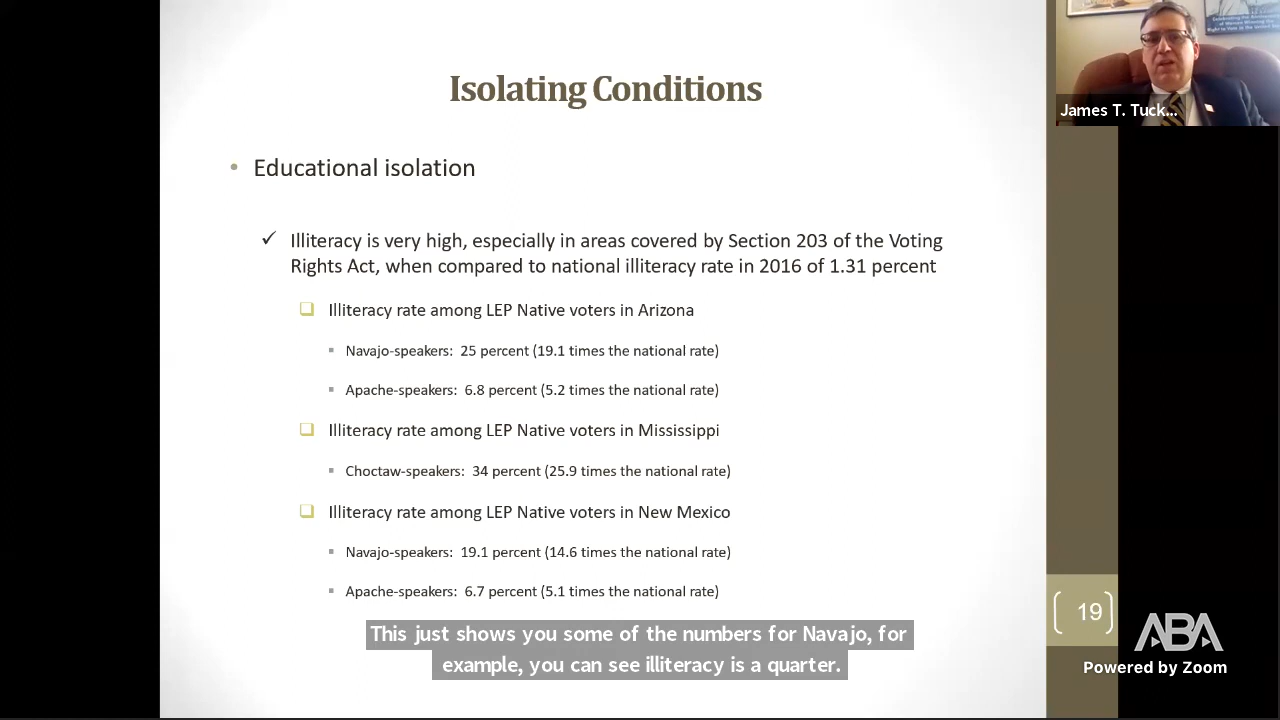 Isolating Conditions
• Educational isolation
✓ Illiteracy is very high, especially in areas covered by Section 203 of the Voting
Rights Act, when compared to national illiteracy rate in 2016 of 1.31 percent
❑ Illiteracy rate among LEP Native voters in Arizona
▪ Navajo-speakers: 25 percent (19.1 times the national rate)
▪ Apache-speakers: 6.8 percent (5.2 times the national rate)
❑ Illiteracy rate among LEP Native voters in Mississippi
▪ Choctaw-speakers: 34 percent (25.9 times the national rate)
❑ Illiteracy rate among LEP Native voters in New Mexico
▪ Navajo-speakers: 19.1 percent (14.6 times the national rate)
▪ Apache-speakers: 6.7 percent (5.1 times the national rate)
This just shows you some of the numbers for Navajo, for
example, you can see illiteracy is a quarter.
James T. Tuck...
19
ABA
Powered by Zoom